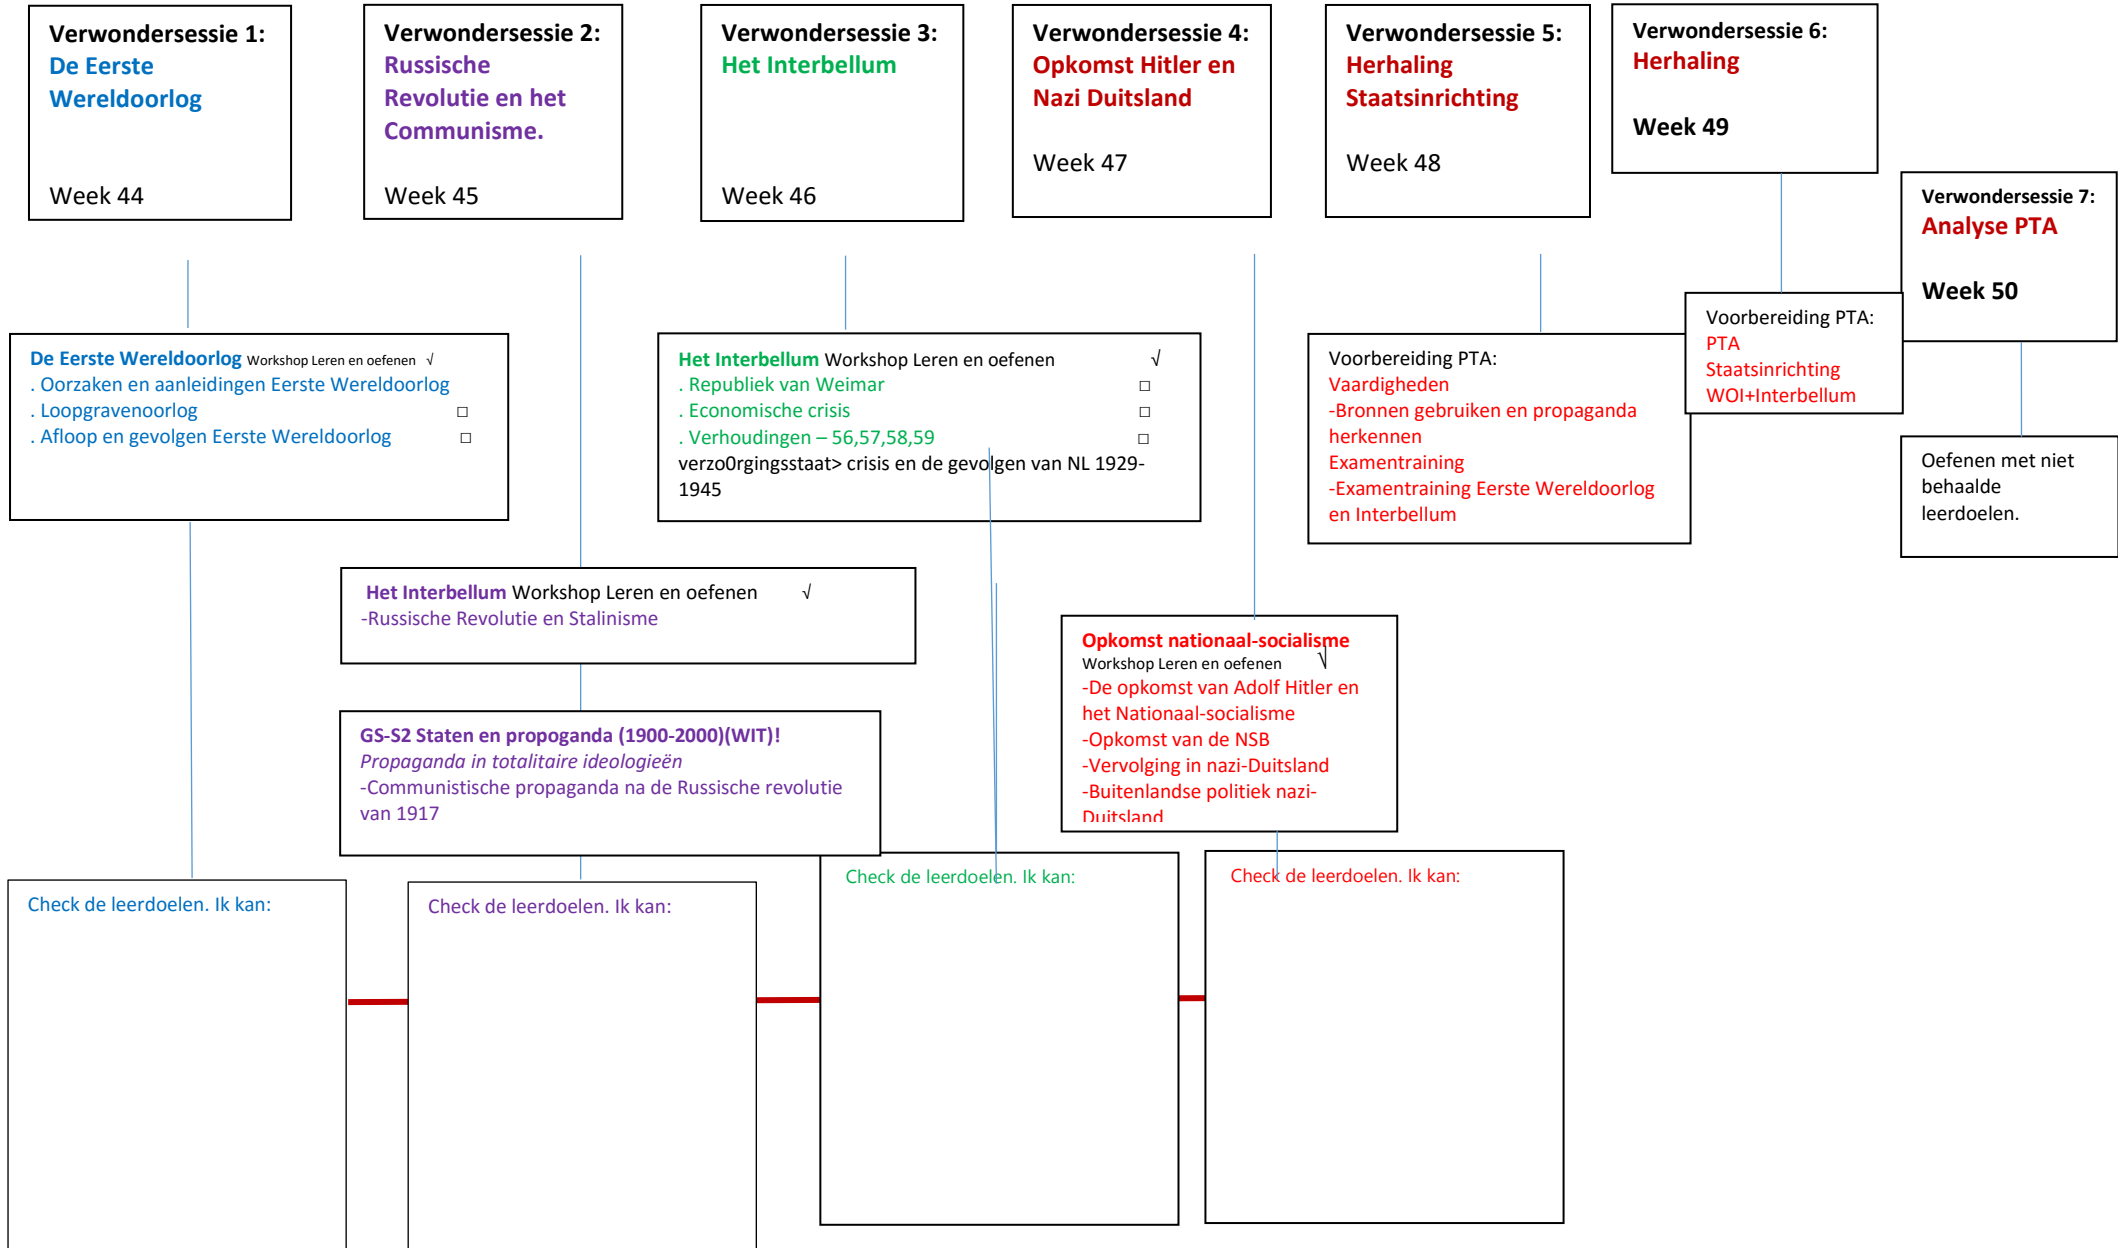 Verwondersessie 1:
De Eerste
Wereldoorlog
Week 44
Verwondersessie 2:
Russische
Revolutie en het
Communisme.
Week 45
Verwondersessie 3:
Het Interbellum
Week 46
Verwondersessie 4:
Opkomst Hitler en
Nazi Duitsland
Week 47
Verwondersessie 5:
Herhaling
Staatsinrichting
Week 48
Verwondersessie 6:
Herhaling
Week 49
Verwondersessie 7:
Analyse PTA
Week 50
De Eerste Wereldoorlog Workshop Leren en oefenen √
. Oorzaken en aanleidingen Eerste Wereldoorlog
. Loopgravenoorlog □
. Afloop en gevolgen Eerste Wereldoorlog □
Het Interbellum Workshop Leren en oefenen √
. Republiek van Weimar □
. Economische crisis □
. Verhoudingen – 56,57,58,59 □
verzo0rgingsstaat> crisis en de gevolgen van NL 1929-
1945
Voorbereiding PTA:
Vaardigheden
-Bronnen gebruiken en propaganda
herkennen
Examentraining
-Examentraining Eerste Wereldoorlog
en Interbellum
Voorbereiding PTA:
PTA
Staatsinrichting
WOI+Interbellum
Oefenen met niet
behaalde
leerdoelen.
Het Interbellum Workshop Leren en oefenen √
-Russische Revolutie en Stalinisme
GS-S2 Staten en propoganda (1900-2000)(WIT)!
Propaganda in totalitaire ideologieën
-Communistische propaganda na de Russische revolutie
van 1917
Opkomst nationaal-socialisme
Workshop Leren en oefenen √
-De opkomst van Adolf Hitler en
het Nationaal-socialisme
-Opkomst van de NSB
-Vervolging in nazi-Duitsland
-Buitenlandse politiek nazi-
Duitsland
Check de leerdoelen. Ik kan:
Check de leerdoelen. Ik kan:
Check de leerdoelen. Ik kan:
Check de leerdoelen. Ik kan: